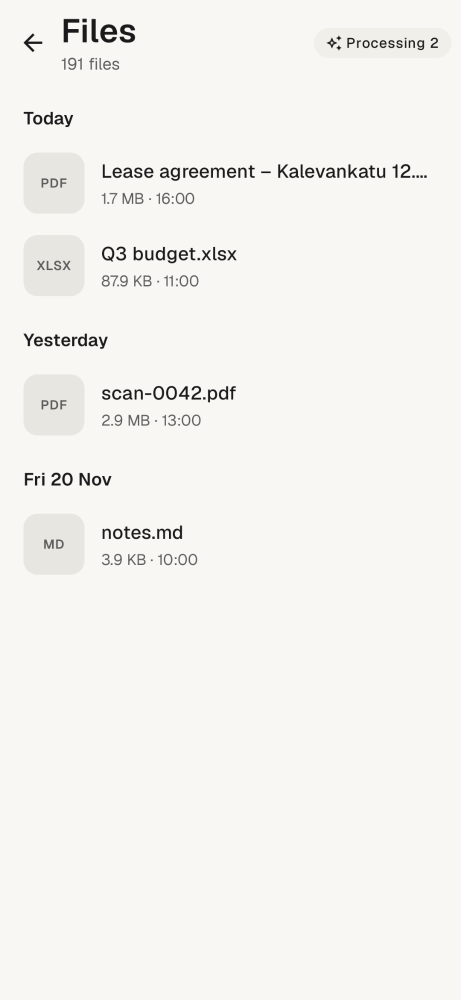 Files
191 files
Processing 2
Today
PDF
Lease agreement – Kalevankatu 12....
1.7 MB · 16:00
XLSX
Q3 budget.xlsx
87.9 KB · 11:00
Yesterday
PDF
scan-0042.pdf
2.9 MB · 13:00
Fri 20 Nov
MD
notes.md
3.9 KB · 10:00